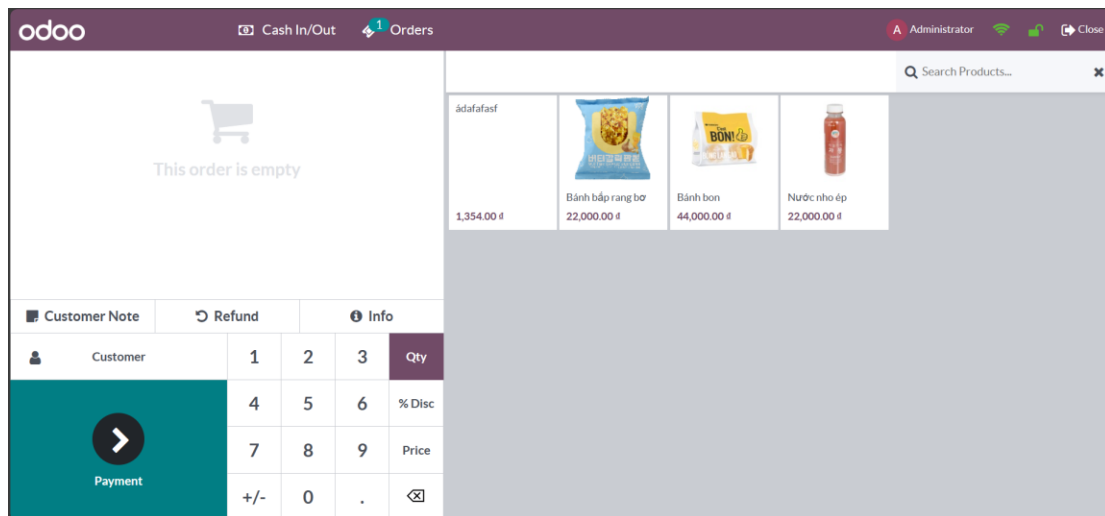 odoo
Cash In/Out
1
Orders
A
Administrator
Close
Search Products...
This order is empty
ádafafasf
1,354.00 ₫
BON!
Bánh bắp rang bơ
22,000.00 ₫
Bánh bon
44,000.00 ₫
Nước nho ép
22,000.00 ₫
Customer Note
Refund
Info
Customer
1
2
3
Qty
4
5
6
% Disc
7
8
9
Price
Payment
+/-
0
.